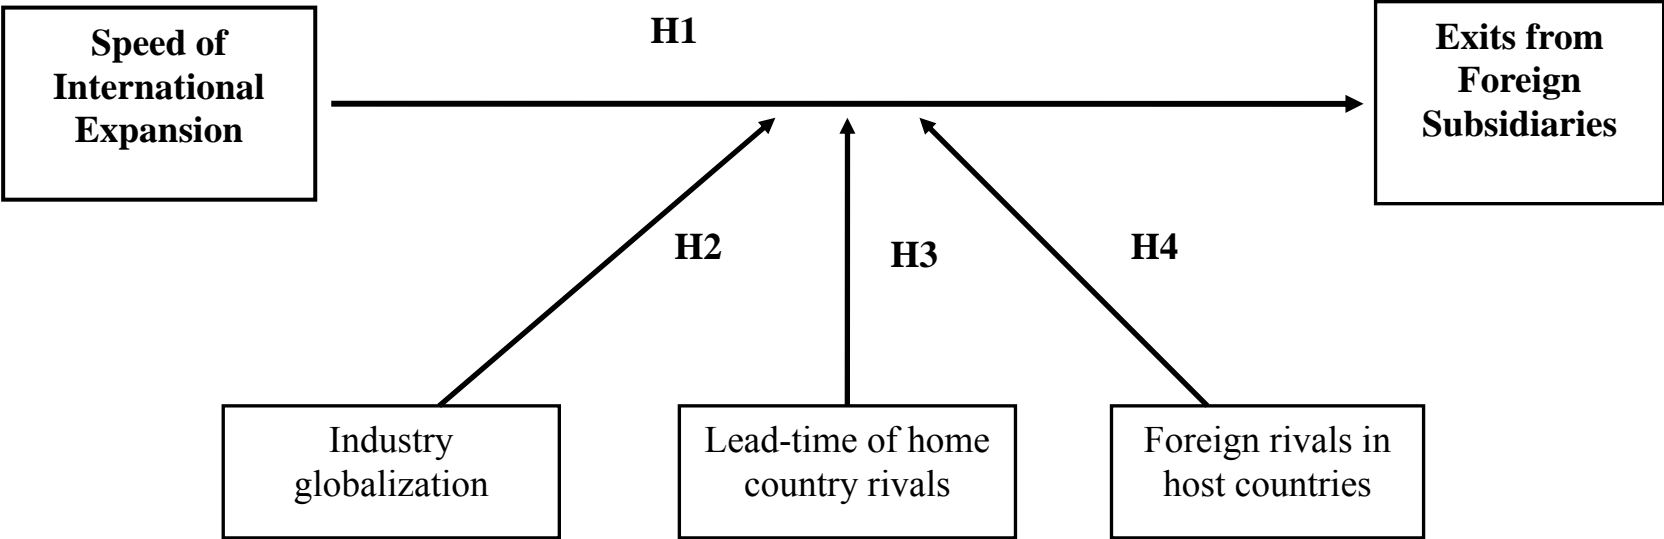 Speed of
International
Expansion
H1
Exits from
Foreign
Subsidiaries
H2
H3
H4
Industry
globalization
Lead-time of home
country rivals
Foreign rivals in
host countries